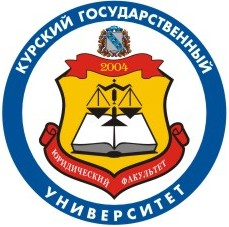 КУРСКИЙ ГОСУДАРСТВЕННЫЙ
2004
ЮРИДИЧЕСКИЙ ФАКУЛЬТЕТ
УНИВЕРСИТЕТ